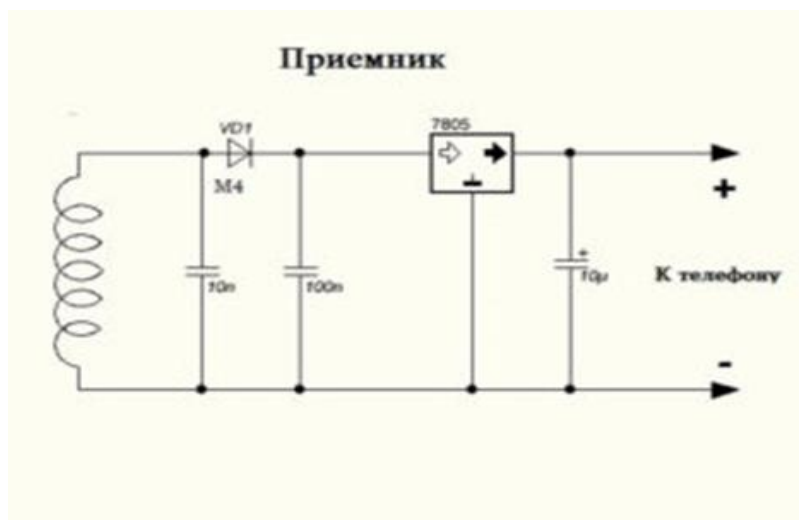 Приемник
VD1
7805
M4
+
+
10n
100n
10µ
К телефону
-